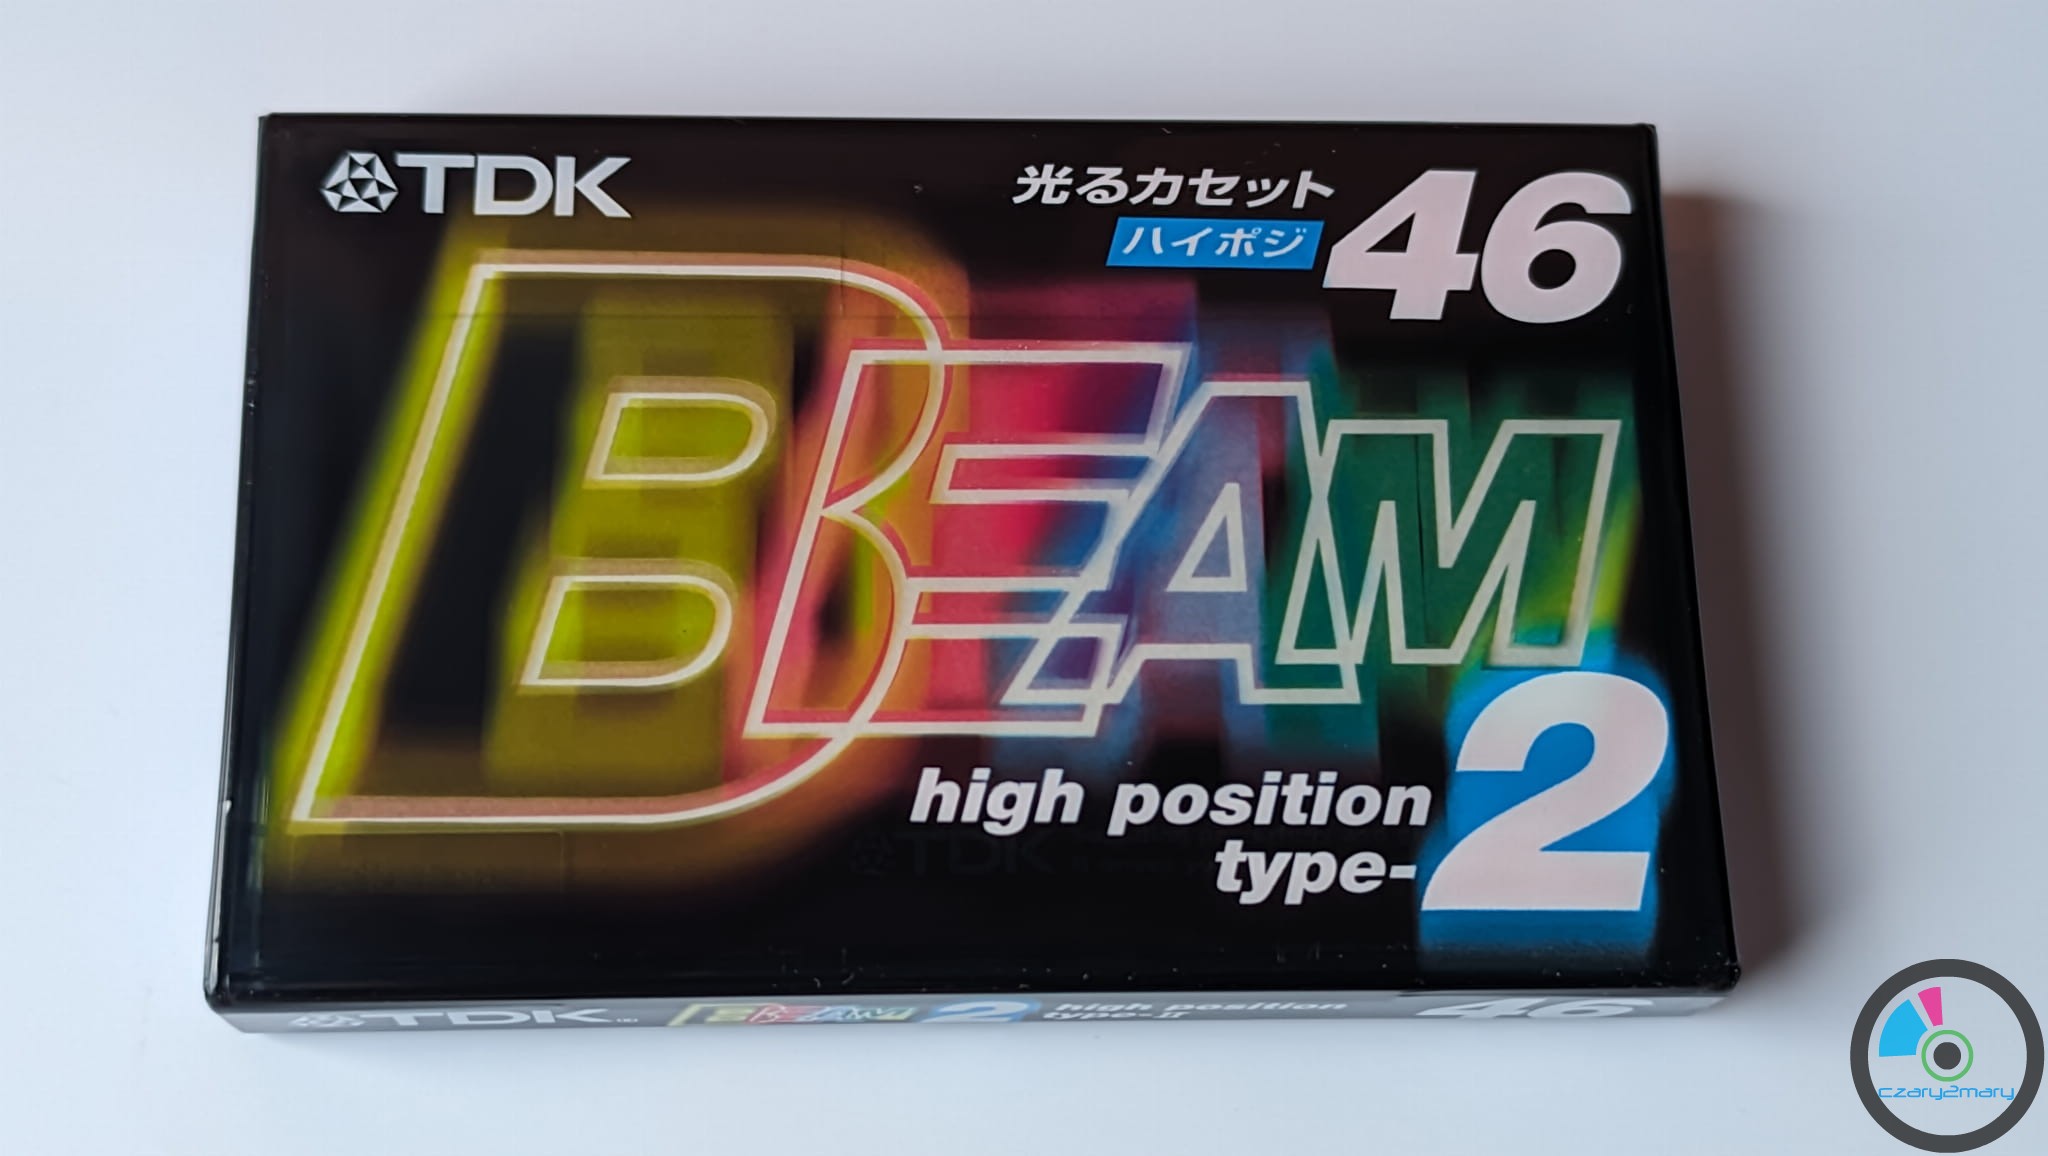 TDK
光るカセット
ハイポジ
46
BEAM
high position
type-2
TDK
BEAM 2
high position
type-II
46
czary2mary